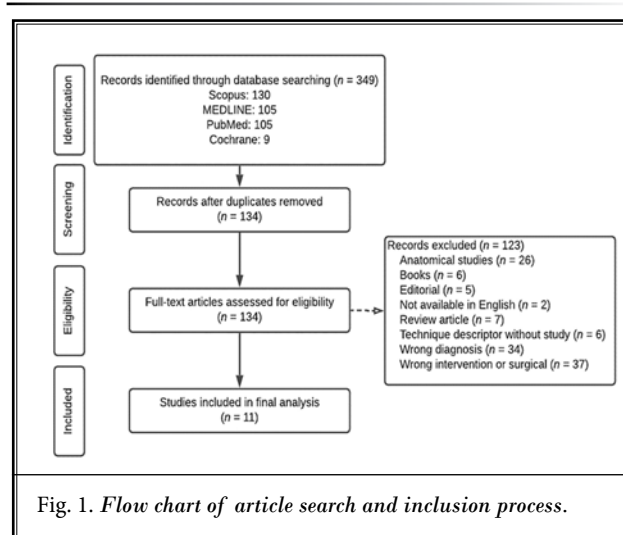 Identification
Records identified through database searching (n = 349)
Scopus: 130
MEDLINE: 105
PubMed: 105
Cochrane: 9
Screening
Records after duplicates removed
(n = 134)
Eligibility
Full-text articles assessed for eligibility
(n = 134)
Records excluded (n = 123)
Anatomical studies (n = 26)
Books (n = 6)
Editorial (n = 5)
Not available in English (n = 2)
Review article (n = 7)
Technique descriptor without study (n = 6)
Wrong diagnosis (n = 34)
Wrong intervention or surgical (n = 37)
Included
Studies included in final analysis
(n = 11)
Fig. 1. Flow chart of article search and inclusion process.